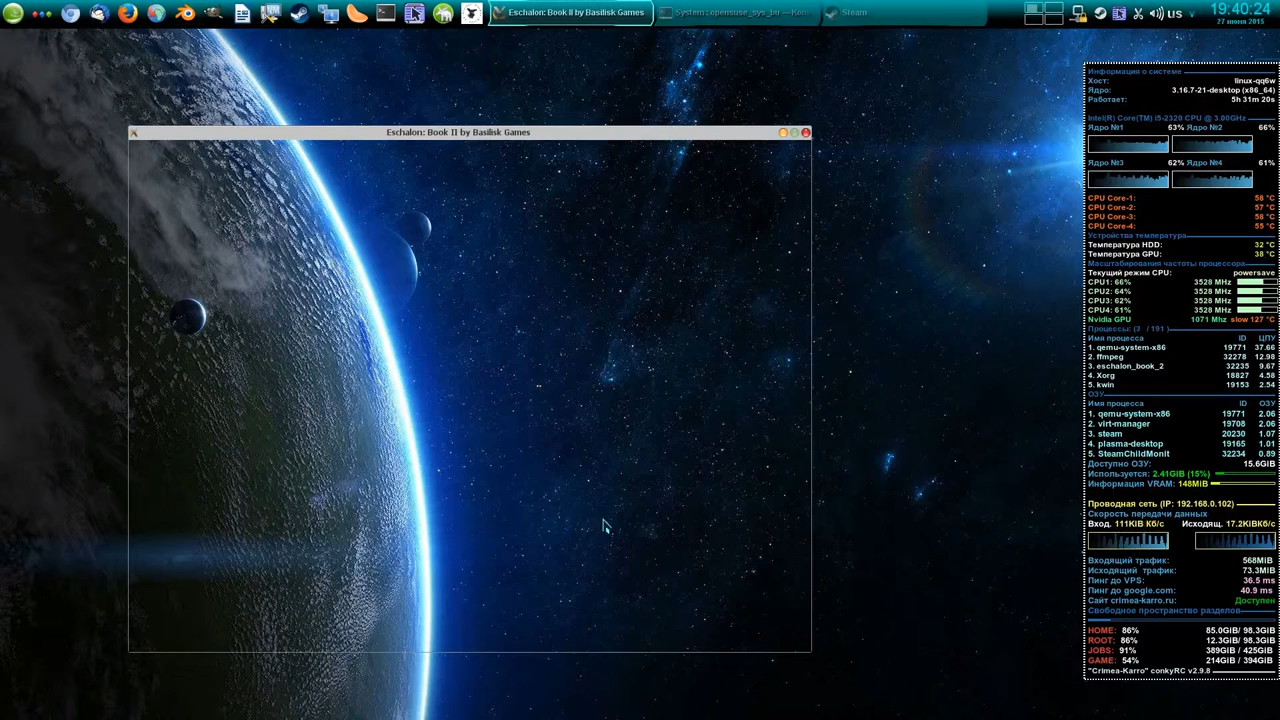 Eschalon: Book II by Basilisk Games
System : opensuse_sys_bu — Kom
Steam
us
19:40:24
27 июня 2015
Eschalon: Book II by Basilisk Games
Информация о системе
Хост: linux-qq6w
Ядро: 3.16.7-21-desktop (x86_64)
Работает: 5h 31m 20s
Intel(R) Core(TM) i5-2320 CPU @ 3.00GHz
Ядро №1 63% Ядро №2 66%
Ядро №3 62% Ядро №4 61%
CPU Core-1: 58 °C
CPU Core-2: 57 °C
CPU Core-3: 58 °C
CPU Core-4: 55 °C
Устройства температура
Температура HDD: 32 °C
Температура GPU: 38 °C
Масштабирования частоты процессора
Текущий режим CPU: powersave
CPU1: 66% 3528 MHz
CPU2: 64% 3528 MHz
CPU3: 62% 3528 MHz
CPU4: 61% 3528 MHz
Nvidia GPU 1071 Mhz slow 127 °C
Процессы: (3 / 191 )
Имя процесса ID ЦПУ
1. qemu-system-x86 19771 37.66
2. ffmpeg 32278 12.98
3. eschalon_book_2 32235 9.67
4. Xorg 18827 4.58
5. kwin 19153 2.54
ОЗУ
Имя процесса ID ОЗУ
1. qemu-system-x86 19771 2.06
2. virt-manager 19708 2.06
3. steam 20230 1.07
4. plasma-desktop 19165 1.01
5. SteamChildMonit 32234 0.89
Доступно ОЗУ: 15.6GiB
Используется: 2.41GiB (15%)
Информация VRAM: 148MiB
Проводная сеть (IP: 192.168.0.102)
Скорость передачи данных
Вход. 111KiB Кб/с Исходящ. 17.2KiBКб/с
Входящий трафик: 568MiB
Исходящий трафик: 73.3MiB
Пинг до VPS: 36.5 ms
Пинг до google.com: 40.9 ms
Сайт crimea-karro.ru: Доступен
Свободное пространство разделов
HOME: 86% 85.0GiB/ 98.3GiB
ROOT: 86% 12.3GiB/ 98.3GiB
JOBS: 91% 389GiB / 425GiB
GAME: 54% 214GiB / 394GiB
"Crimea-Karro" conkyRC v2.9.8